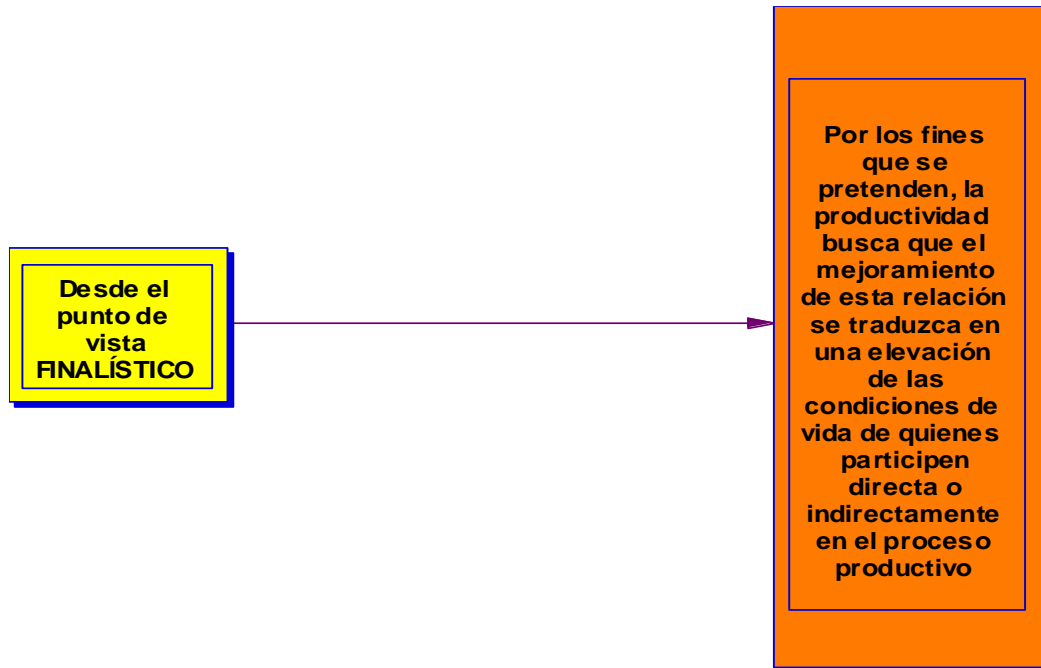 Desde el
punto de
vista
FINALÍSTICO
Por los fines
que se
pretenden, la
productividad
busca que el
mejoramiento
de esta relación
se traduzca en
una elevación
de las
condiciones de
vida de quienes
participen
directa o
indirectamente
en el proceso
productivo